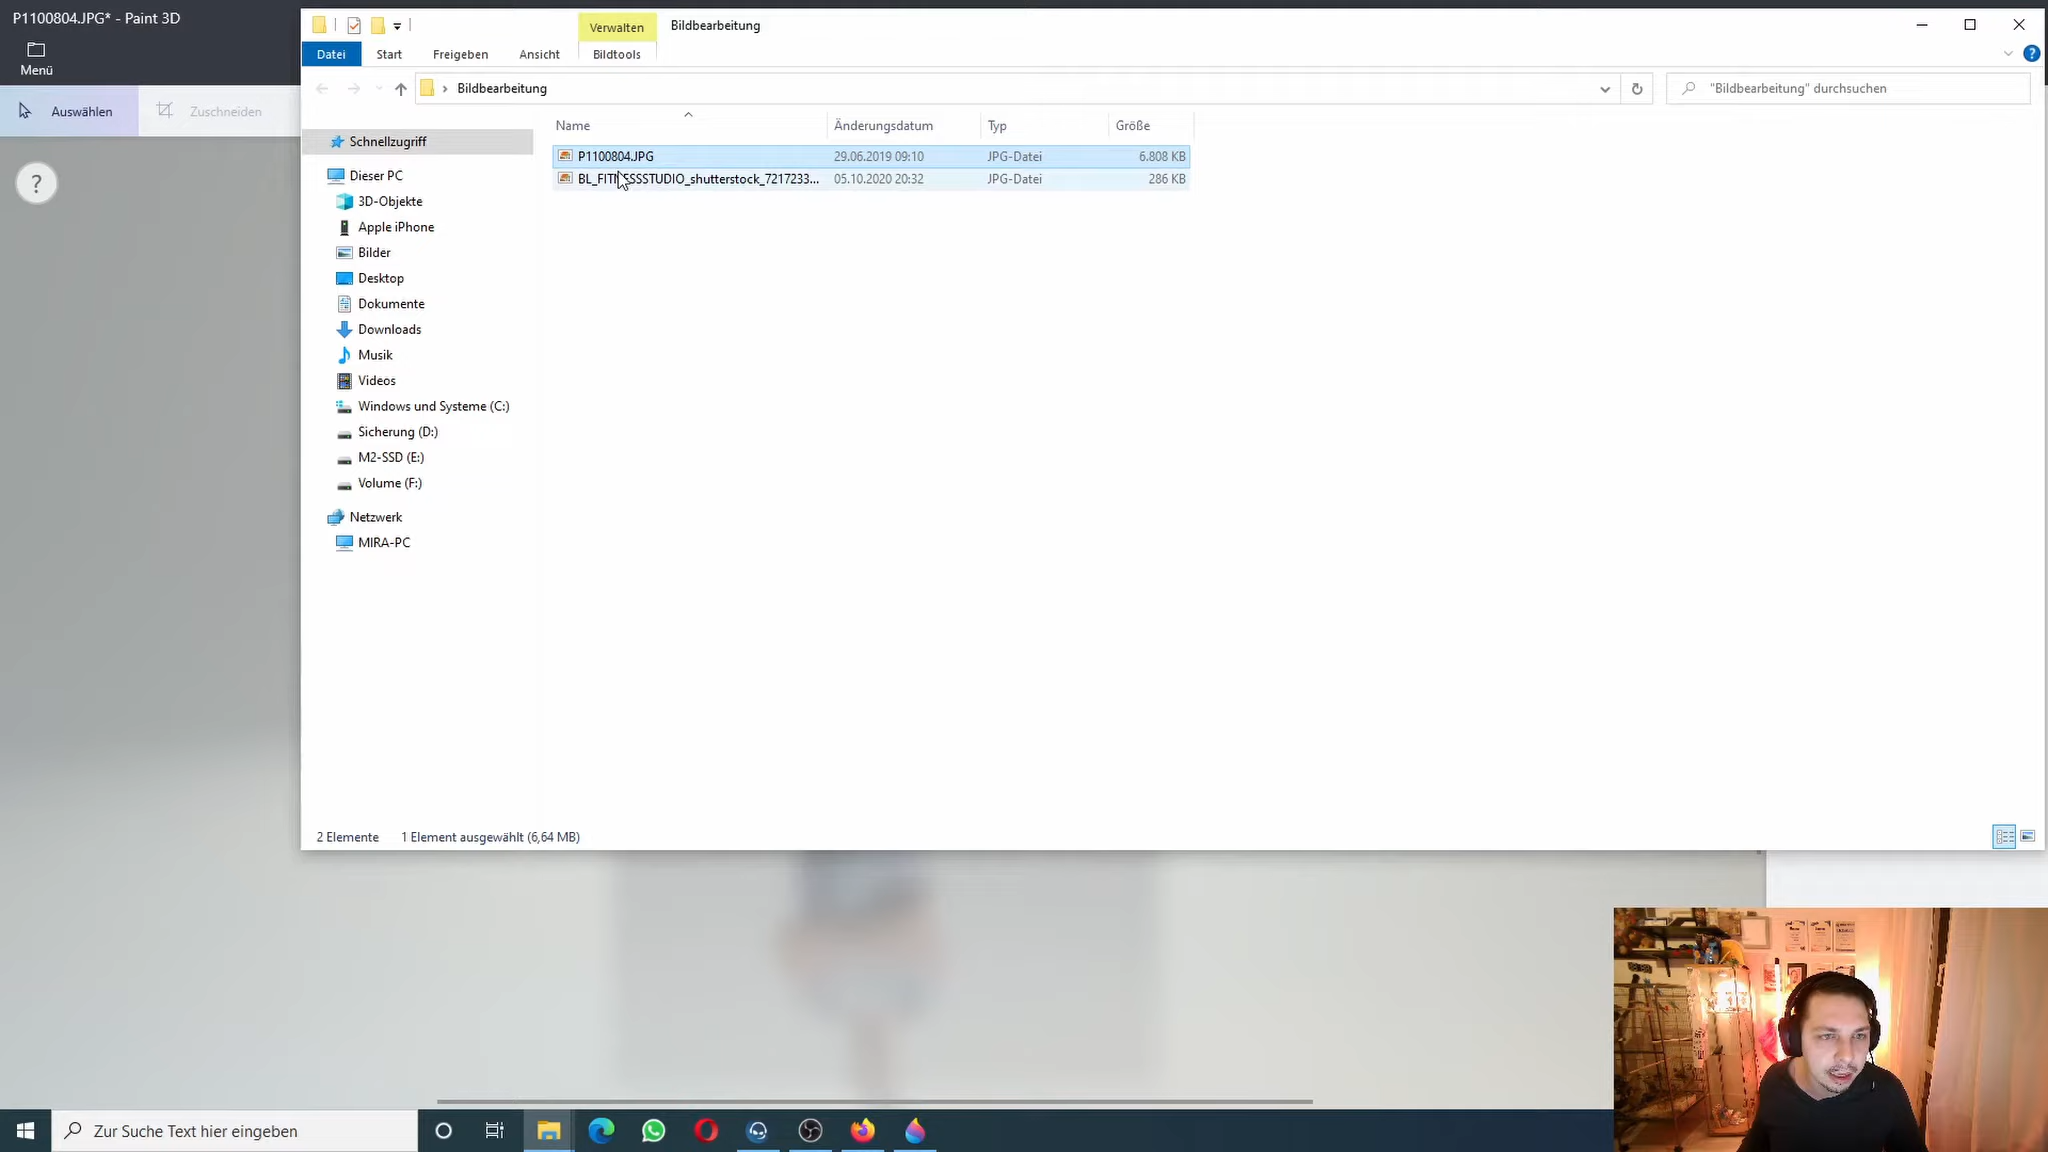 P1100804.JPG* - Paint 3D
Menü
Auswählen
Zuschneiden
?
Verwalten
Bildbearbeitung
Datei
Start
Freigeben
Ansicht
Bildtools
?
Bildbearbeitung
"Bildbearbeitung" durchsuchen
Name
Änderungsdatum
Typ
Größe
P1100804.JPG
29.06.2019 09:10
JPG-Datei
6.808 KB
BL_FITNESSSTUDIO_shutterstock_7217233...
05.10.2020 20:32
JPG-Datei
286 KB
Schnellzugriff
Dieser PC
3D-Objekte
Apple iPhone
Bilder
Desktop
Dokumente
Downloads
Musik
Videos
Windows und Systeme (C:)
Sicherung (D:)
M2-SSD (E:)
Volume (F:)
Netzwerk
MIRA-PC
2 Elemente
1 Element ausgewählt (6,64 MB)
Zur Suche Text hier eingeben